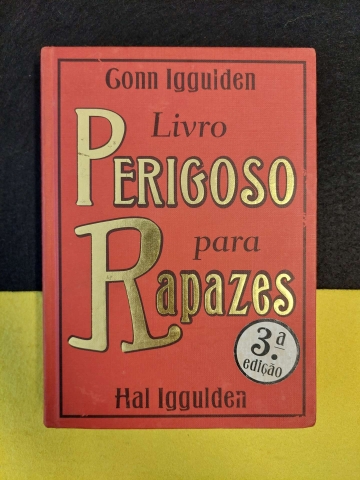 Conn Iggulden
Livro
PERIGOSO
para
Rapazes
3.ª
edição
Hal Iggulden